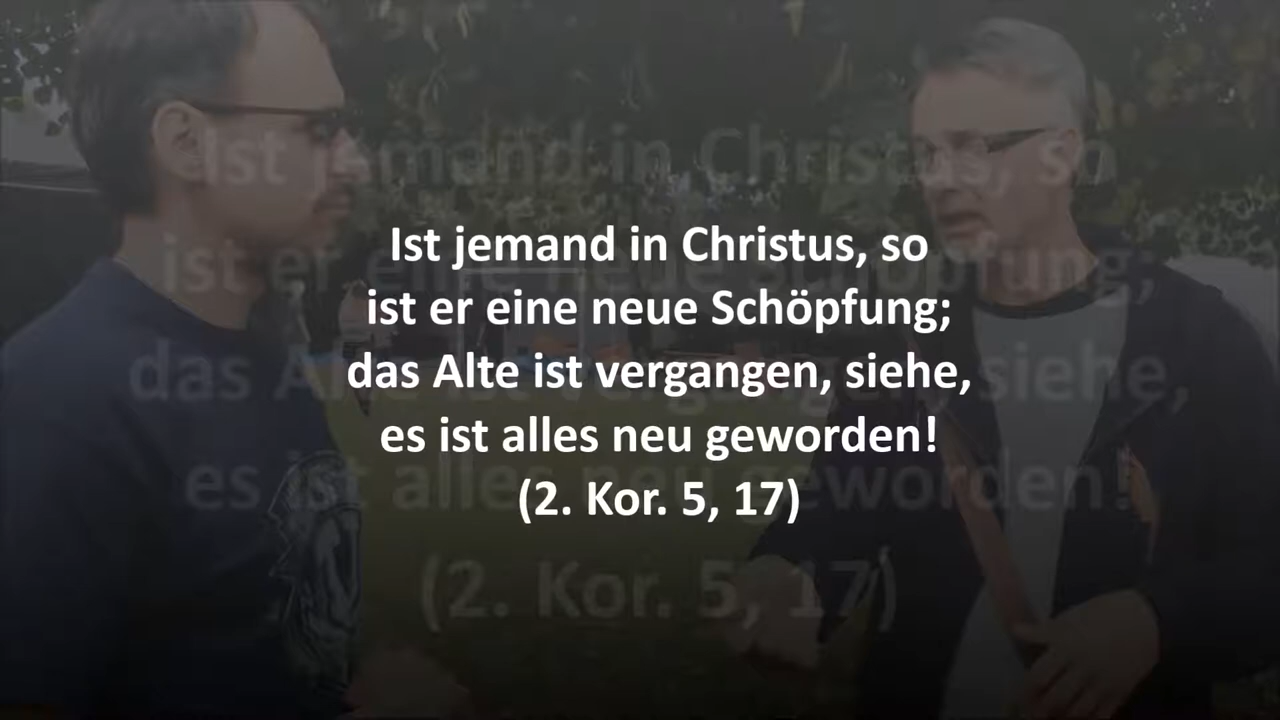 Ist jemand in Christus, so
ist er eine neue Schöpfung;
das Alte ist vergangen, siehe,
es ist alles neu geworden!
(2. Kor. 5, 17)